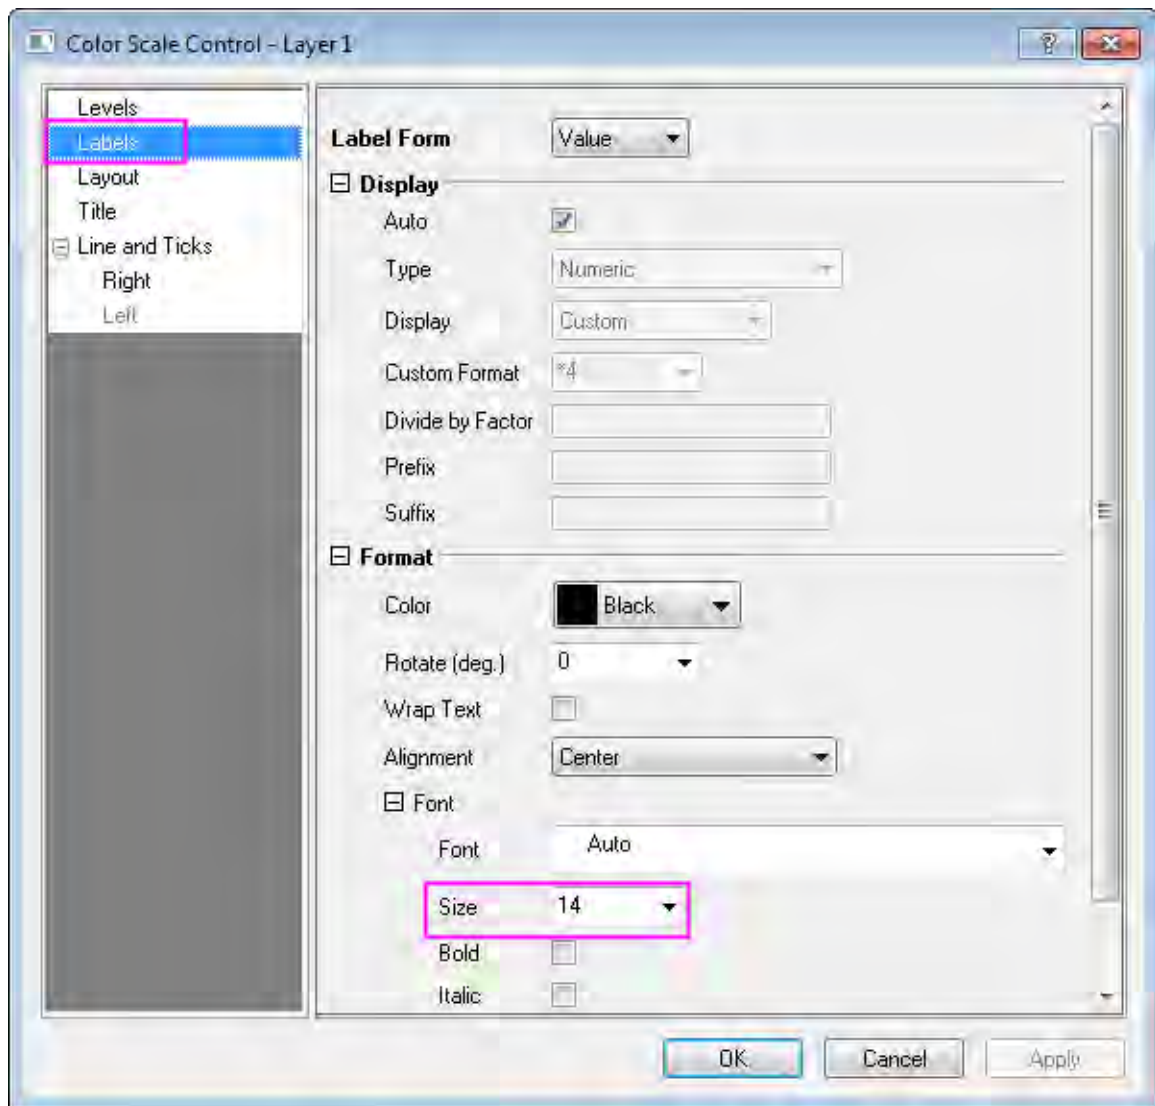 Color Scale Control - Layer 1
Levels
Labels
Layout
Title
Line and Ticks
Right
Left
Label Form Value
Display
Auto
Type Numeric
Display Custom
Custom Format *4
Divide by Factor
Prefix
Suffix
Format
Color Black
Rotate (deg.) 0
Wrap Text
Alignment Center
Font
Font Auto
Size 14
Bold
Italic
OK Cancel Apply